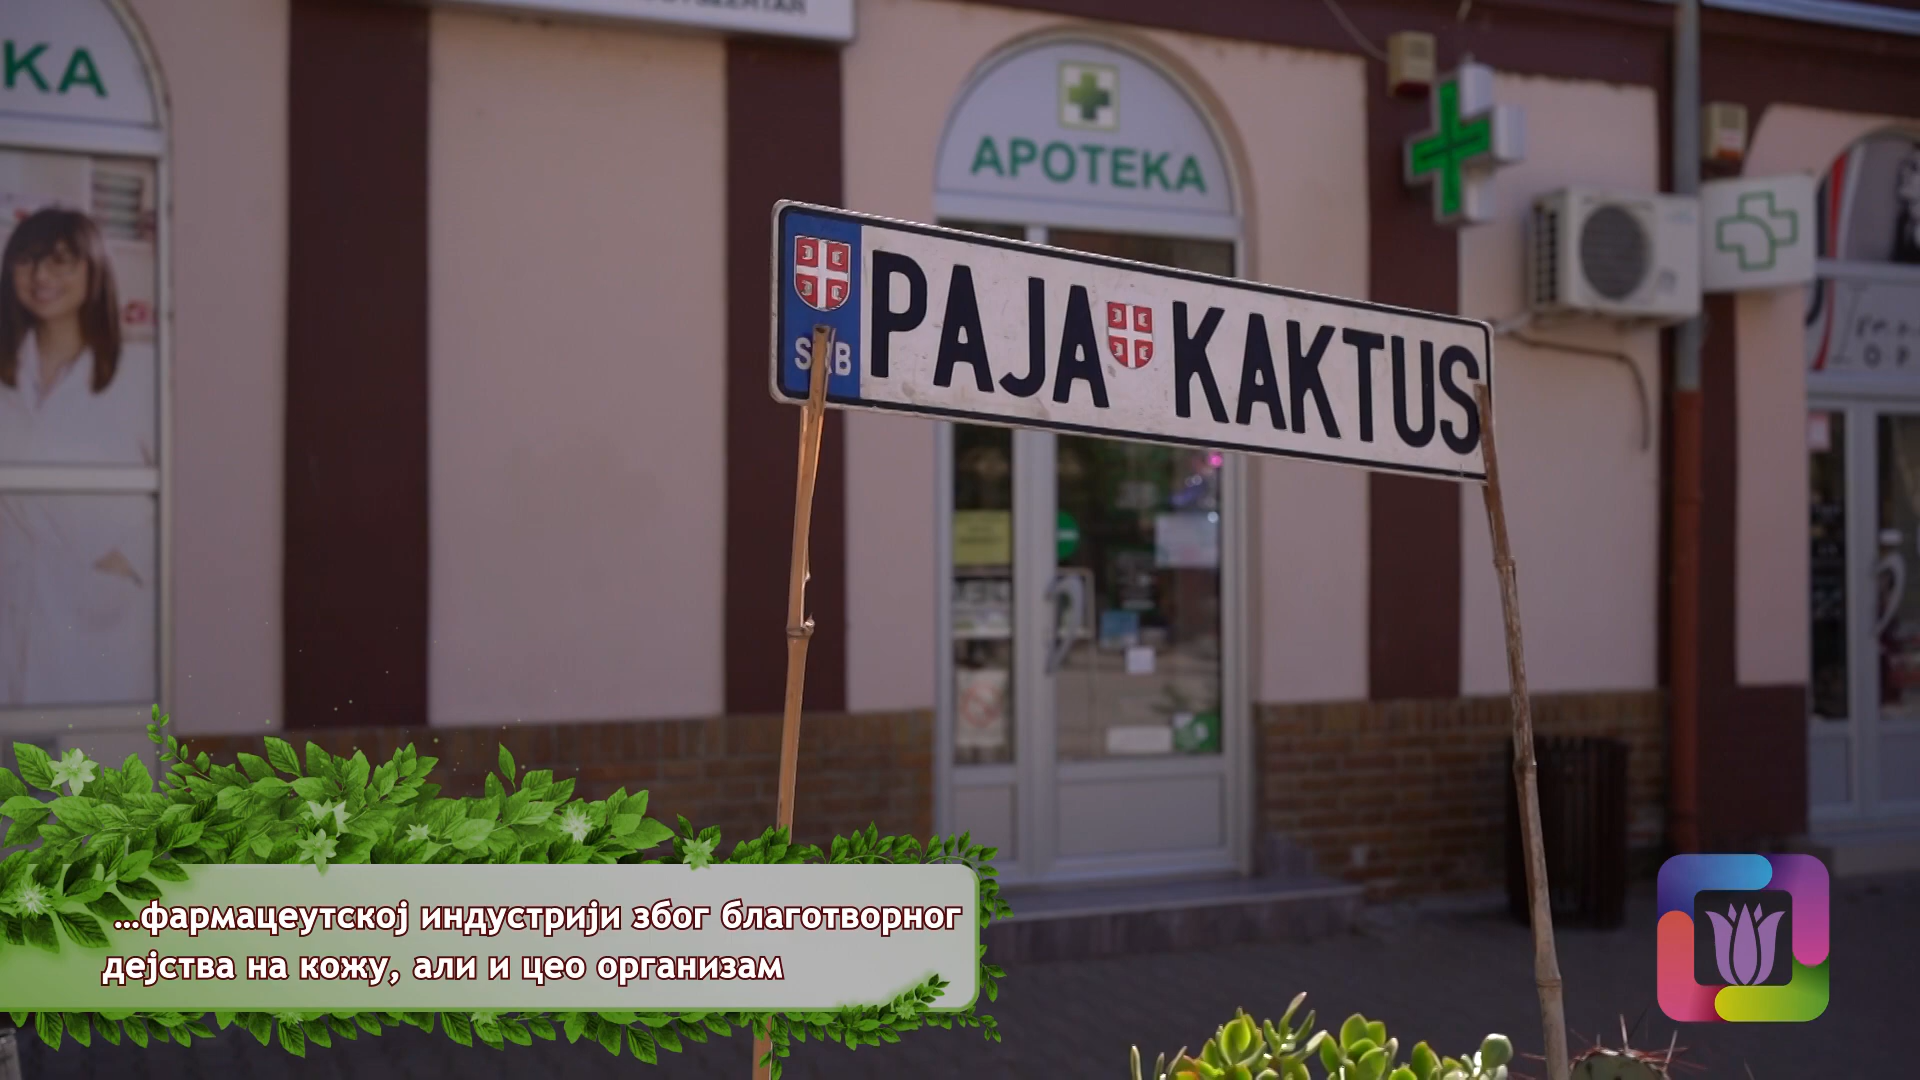 KA
APOTEKA
SRB
PAJA KAKTUS
...фармацеутској индустрији због благотворног
дејства на кожу, али и цео организам